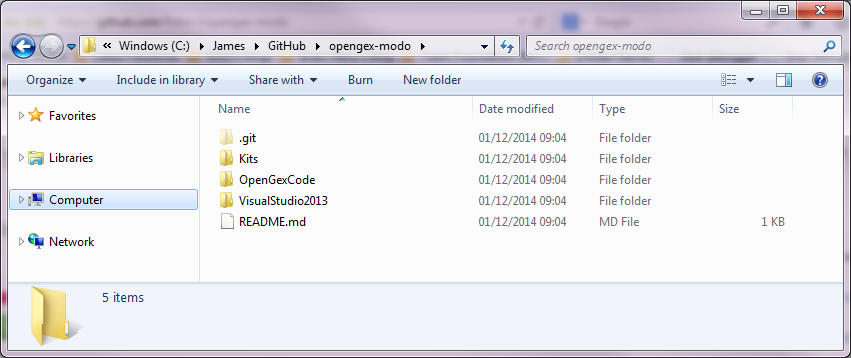 Windows (C:) James GitHub opengex-modo Search opengex-modo
Organize Include in library Share with Burn New folder
Favorites
Libraries
Computer
Network
Name Date modified Type Size
.git 01/12/2014 09:04 File folder
Kits 01/12/2014 09:04 File folder
OpenGexCode 01/12/2014 09:04 File folder
VisualStudio2013 01/12/2014 09:04 File folder
README.md 01/12/2014 09:04 MD File 1 KB
5 items